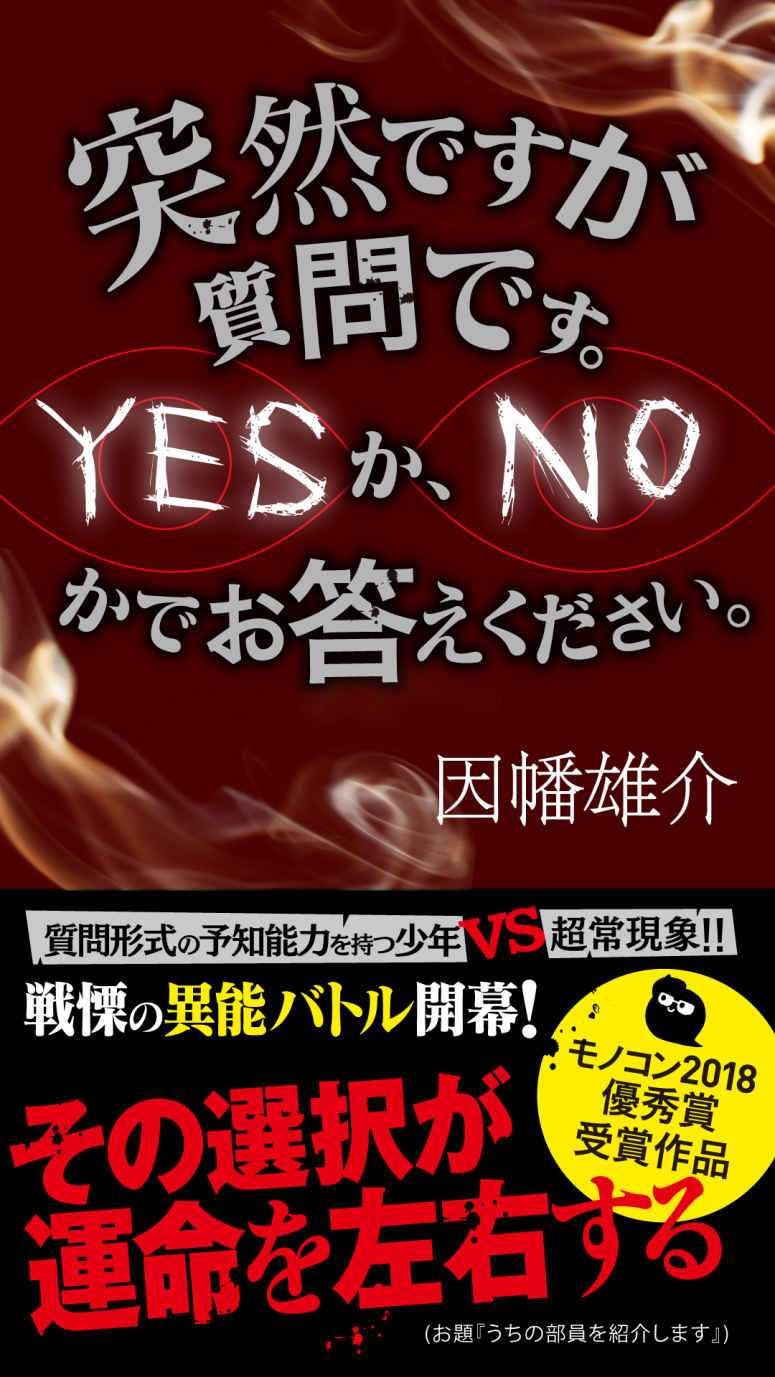 突然ですが
質問です。
YESか、NO
かでお答えください。
因幡雄介
質問形式の予知能力を持つ少年VS超常現象!!
戦慄の異能バトル開幕!
モノコン2018
優秀賞
受賞作品
その選択が
運命を左右する
(お題『うちの部員を紹介します』)